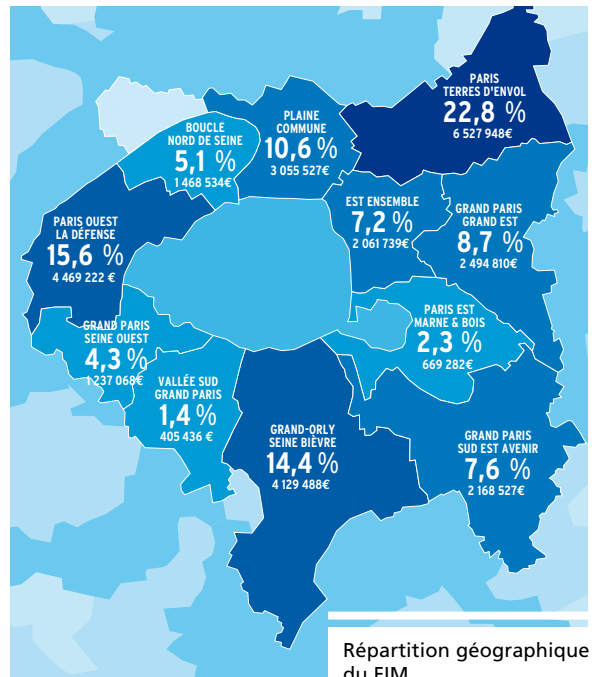 PARIS
TERRES D'ENVOL
22,8 %
6 527 948€
PLAINE
COMMUNE
10,6 %
3 055 527€
BOUCLE
NORD DE SEINE
5,1 %
1 468 534€
EST ENSEMBLE
7,2 %
2 061 739€
GRAND PARIS
GRAND EST
8,7 %
2 494 810€
PARIS OUEST
LA DÉFENSE
15,6 %
4 469 222 €
PARIS EST
MARNE & BOIS
2,3 %
669 282€
GRAND PARIS
SEINE OUEST
4,3 %
1 237 068€
VALLÉE SUD
GRAND PARIS
1,4 %
405 436 €
GRAND-ORLY
SEINE BIÈVRE
14,4 %
4 129 488€
GRAND PARIS
SUD EST AVENIR
7,6 %
2 168 527€
Répartition géographique
du FIM